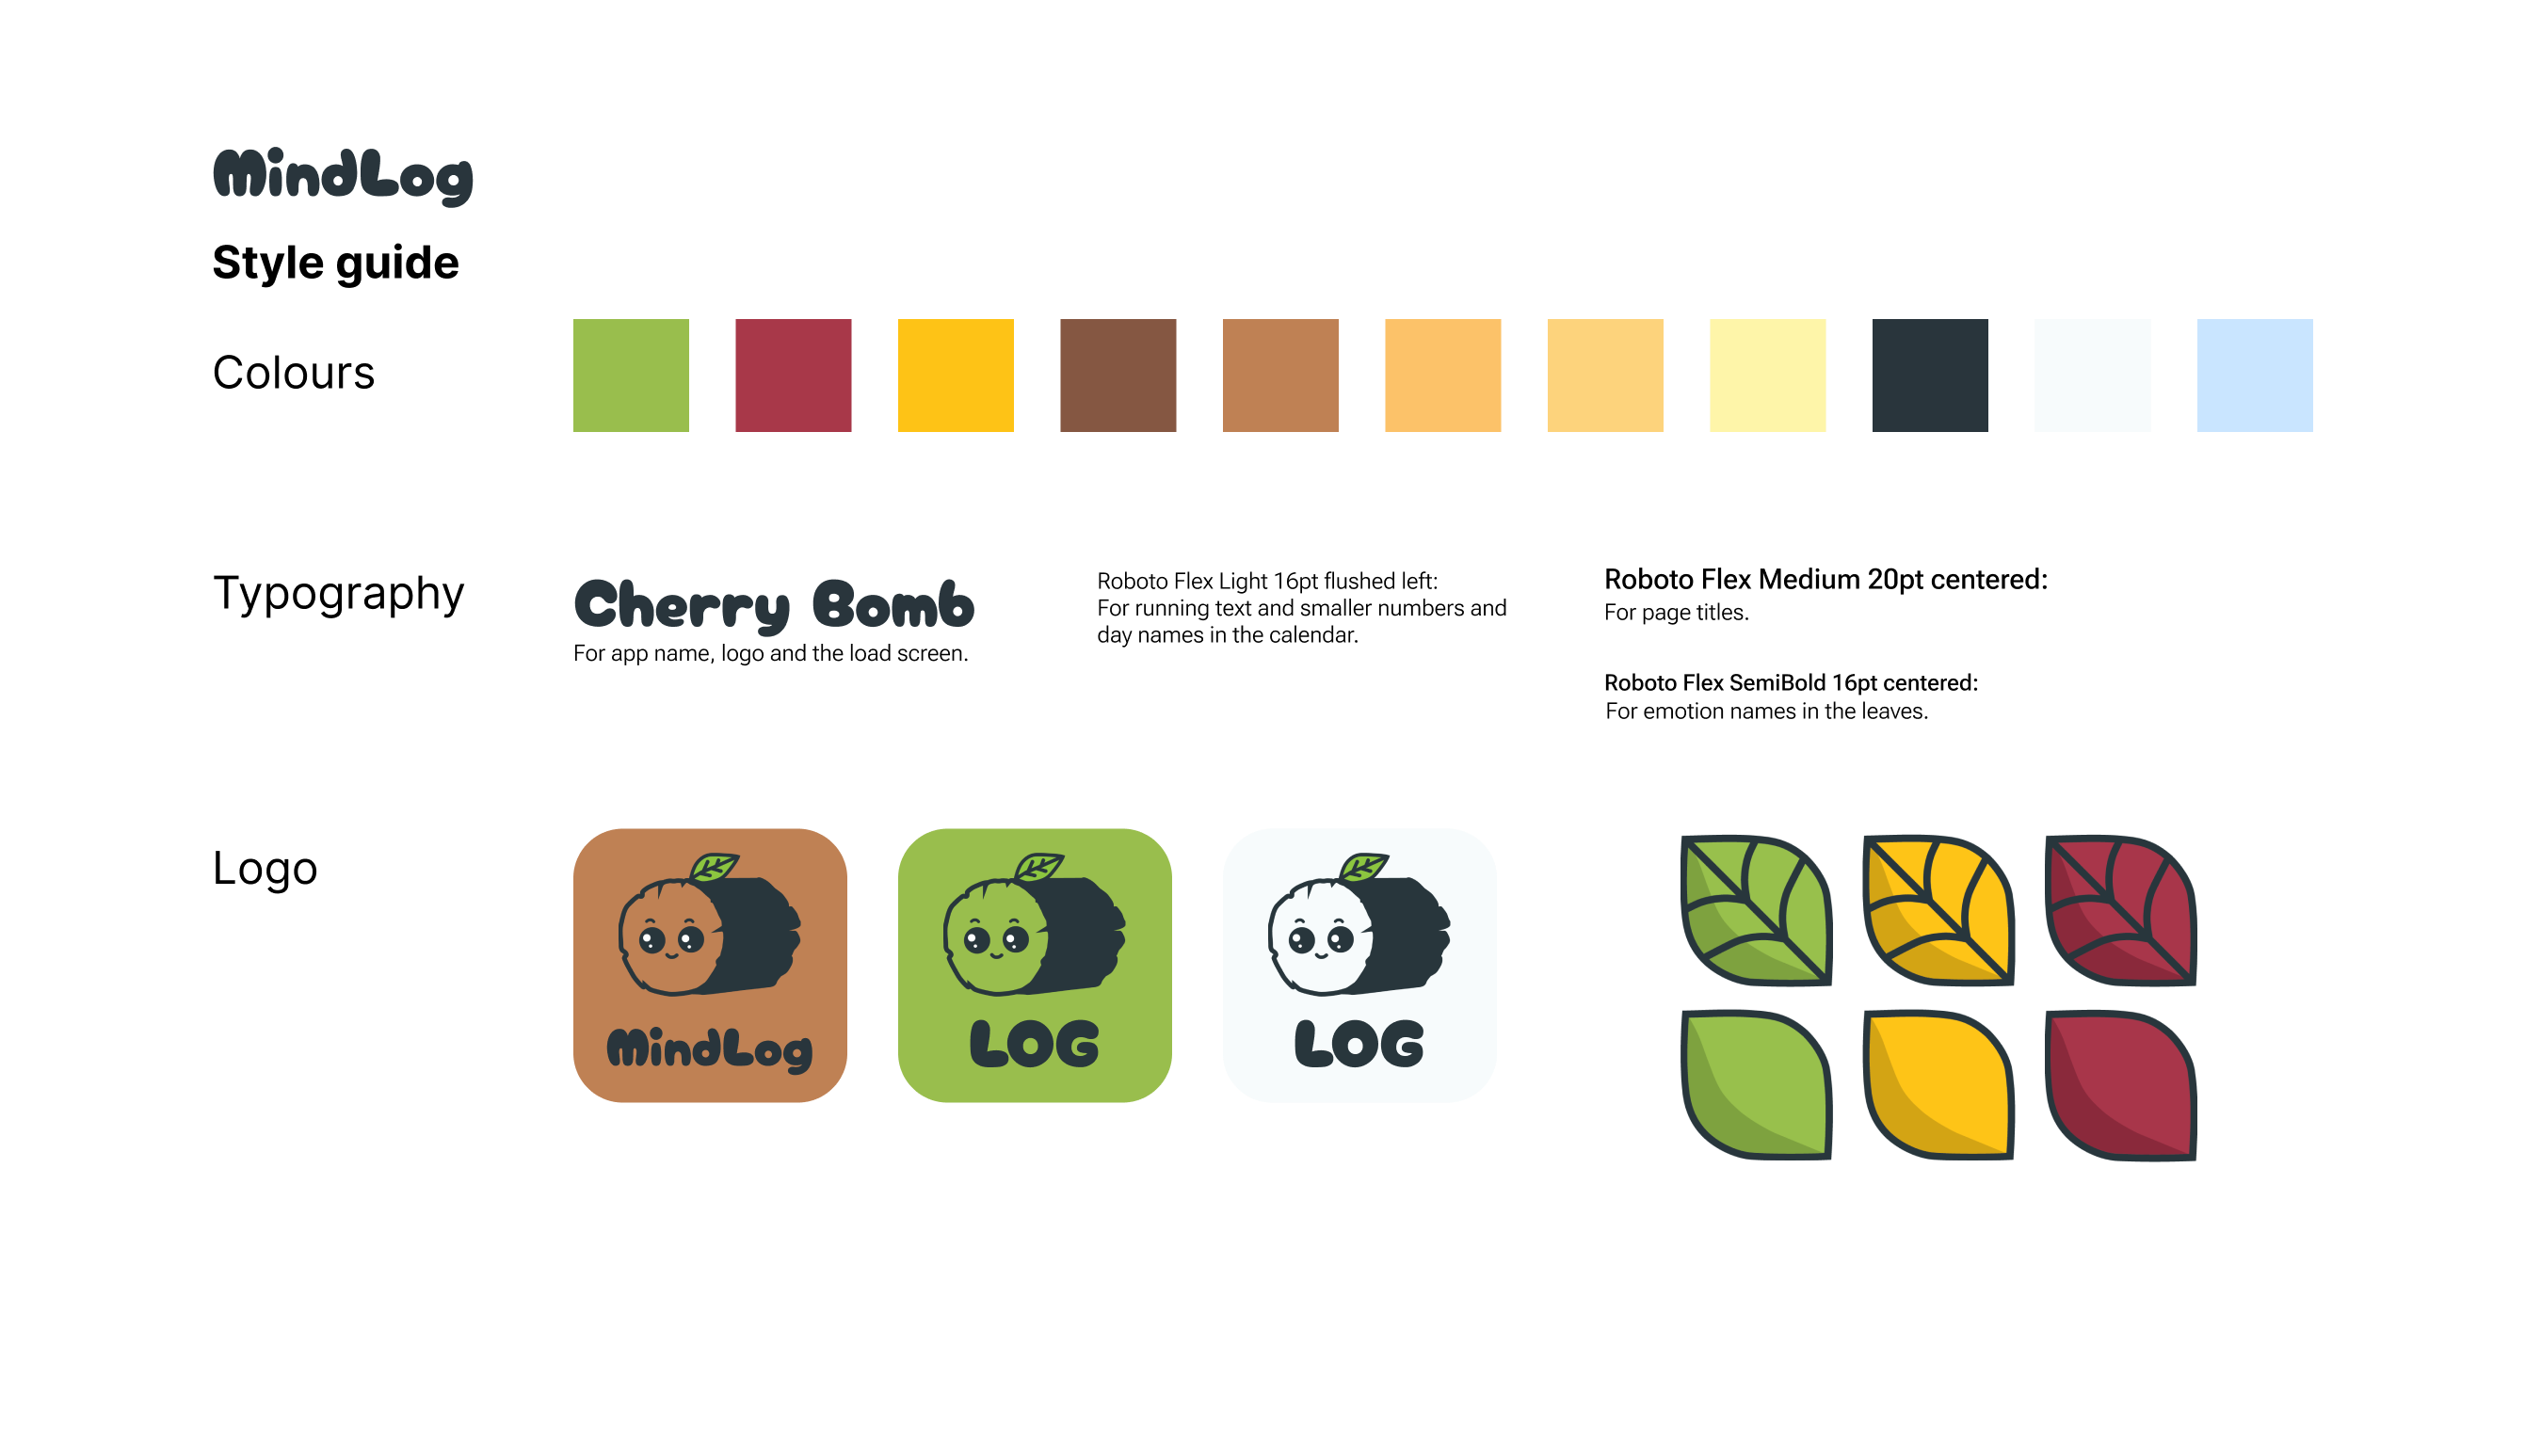 MindLog
Style guide
Colours
Typography
Cherry Bomb
For app name, logo and the load screen.
Roboto Flex Light 16pt flushed left:
For running text and smaller numbers and
day names in the calendar.
Roboto Flex Medium 20pt centered:
For page titles.
Roboto Flex SemiBold 16pt centered:
For emotion names in the leaves.
Logo
MindLog
LOG
LOG